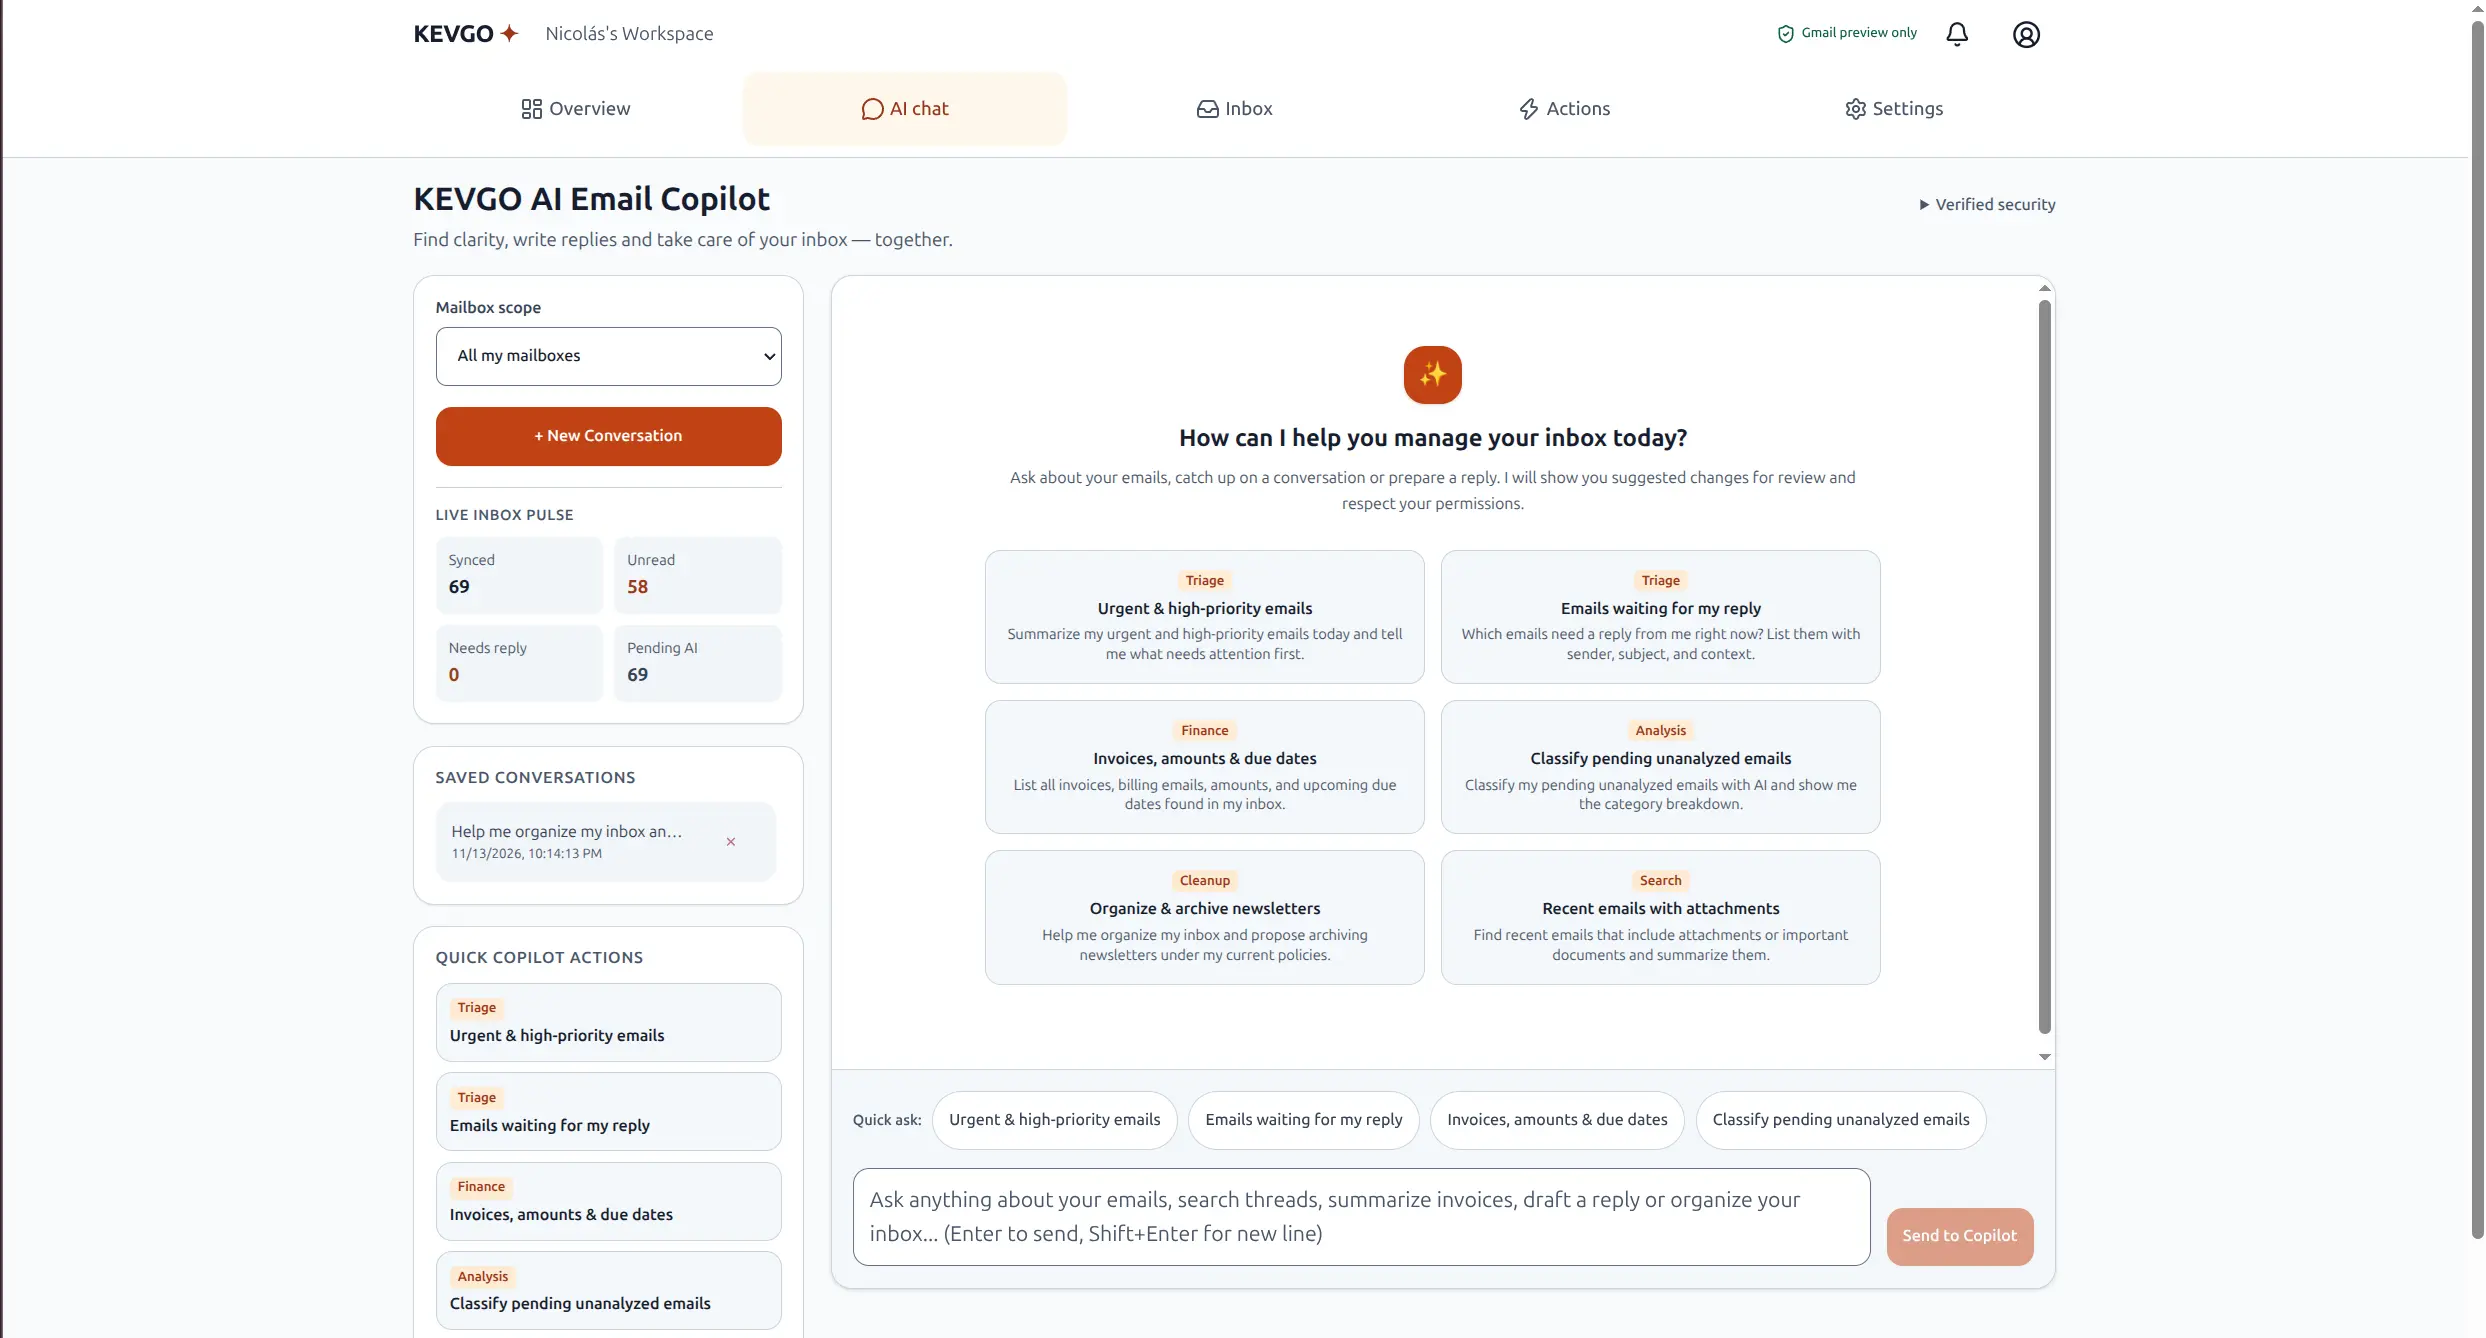 KEVGO
Nicolás's Workspace
Gmail preview only
Overview
AI chat
Inbox
Actions
Settings
KEVGO AI Email Copilot
Find clarity, write replies and take care of your inbox — together.
▶ Verified security
Mailbox scope
All my mailboxes
+ New Conversation
LIVE INBOX PULSE
Synced
69
Unread
58
Needs reply
0
Pending AI
69
SAVED CONVERSATIONS
Help me organize my inbox an...
11/13/2026, 10:14:13 PM
×
QUICK COPILOT ACTIONS
Triage
Urgent & high-priority emails
Triage
Emails waiting for my reply
Finance
Invoices, amounts & due dates
Analysis
Classify pending unanalyzed emails
How can I help you manage your inbox today?
Ask about your emails, catch up on a conversation or prepare a reply. I will show you suggested changes for review and
respect your permissions.
Triage
Urgent & high-priority emails
Summarize my urgent and high-priority emails today and tell
me what needs attention first.
Triage
Emails waiting for my reply
Which emails need a reply from me right now? List them with
sender, subject, and context.
Finance
Invoices, amounts & due dates
List all invoices, billing emails, amounts, and upcoming due
dates found in my inbox.
Analysis
Classify pending unanalyzed emails
Classify my pending unanalyzed emails with AI and show me
the category breakdown.
Cleanup
Organize & archive newsletters
Help me organize my inbox and propose archiving
newsletters under my current policies.
Search
Recent emails with attachments
Find recent emails that include attachments or important
documents and summarize them.
Quick ask:
Urgent & high-priority emails
Emails waiting for my reply
Invoices, amounts & due dates
Classify pending unanalyzed emails
Ask anything about your emails, search threads, summarize invoices, draft a reply or organize your
inbox... (Enter to send, Shift+Enter for new line)
Send to Copilot